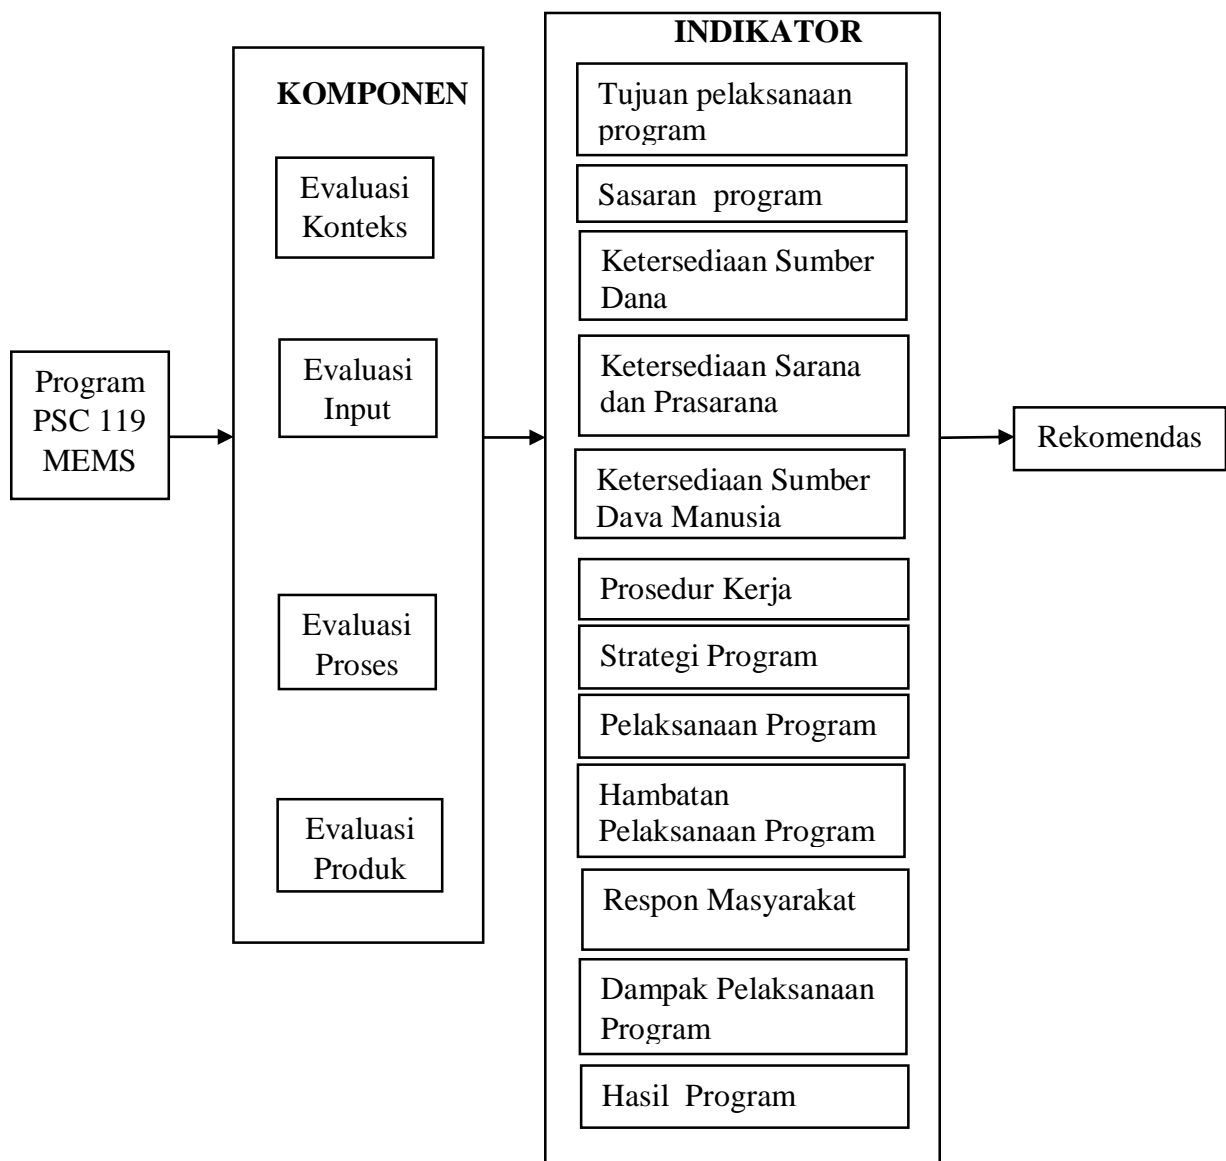 Program
PSC 119
MEMS
KOMPONEN
Evaluasi
Konteks
Evaluasi
Input
Evaluasi
Proses
Evaluasi
Produk
INDIKATOR
Tujuan pelaksanaan
program
Sasaran program
Ketersediaan Sumber
Dana
Ketersediaan Sarana
dan Prasarana
Ketersediaan Sumber
Daya Manusia
Prosedur Kerja
Strategi Program
Pelaksanaan Program
Hambatan
Pelaksanaan Program
Respon Masyarakat
Dampak Pelaksanaan
Program
Hasil Program
Rekomendas